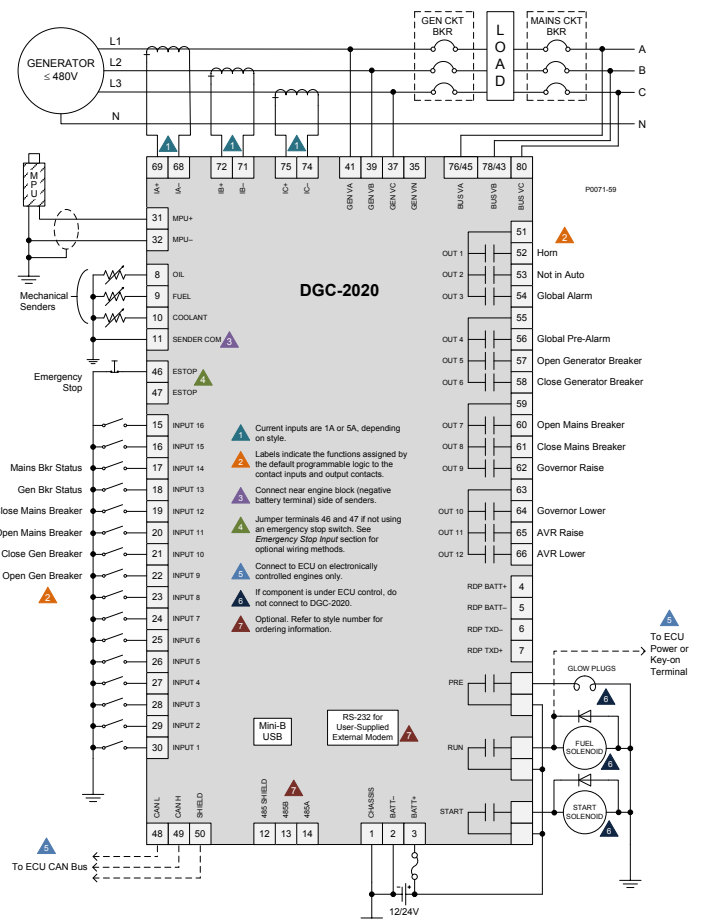 GEN CKT
BKR
MAINS CKT
BKR
L
O
A
D
GENERATOR
≤ 480V
L1
L2
L3
N
A
B
C
N
1
1
1
69
68
72
71
75
74
41
39
37
35
76/45
78/43
80
IA+
IA–
IB+
IB–
IC+
IC–
GEN VA
GEN VB
GEN VC
GEN VN
BUS VA
BUS VB
BUS VC
P0071-59
M
P
U
31
MPU+
32
MPU–
DGC-2020
Mechanical
Senders
8
OIL
9
FUEL
10
COOLANT
11
SENDER COM
3
Emergency
Stop
46
ESTOP
47
ESTOP
4
15
INPUT 16
16
INPUT 15
Mains Bkr Status
17
INPUT 14
Gen Bkr Status
18
INPUT 13
lose Mains Breaker
19
INPUT 12
Open Mains Breaker
20
INPUT 11
Close Gen Breaker
21
INPUT 10
Open Gen Breaker
22
INPUT 9
2
23
INPUT 8
24
INPUT 7
25
INPUT 6
26
INPUT 5
27
INPUT 4
28
INPUT 3
29
INPUT 2
30
INPUT 1
1
Current inputs are 1A or 5A, depending
on style.
2
Labels indicate the functions assigned by
the default programmable logic to the
contact inputs and output contacts.
3
Connect near engine block (negative
battery terminal) side of senders.
4
Jumper terminals 46 and 47 if not using
an emergency stop switch. See
Emergency Stop Input section for
optional wiring methods.
5
Connect to ECU on electronically
controlled engines only.
6
If component is under ECU control, do
not connect to DGC-2020.
7
Optional. Refer to style number for
ordering information.
51
2
OUT 1
52
Horn
OUT 2
53
Not in Auto
OUT 3
54
Global Alarm
55
OUT 4
56
Global Pre-Alarm
OUT 5
57
Open Generator Breaker
OUT 6
58
Close Generator Breaker
59
OUT 7
60
Open Mains Breaker
OUT 8
61
Close Mains Breaker
OUT 9
62
Governor Raise
63
OUT 10
64
Governor Lower
OUT 11
65
AVR Raise
OUT 12
66
AVR Lower
RDP BATT+
4
RDP BATT–
5
RDP TXD–
6
RDP TXD+
7
5
To ECU
Power or
Key-on
Terminal
PRE
GLOW PLUGS
6
RUN
FUEL
SOLENOID
6
START
START
SOLENOID
6
Mini-B
USB
RS-232 for
User-Supplied
External Modem
7
7
CAN L
CAN H
SHIELD
485 SHIELD
485B
485A
CHASSIS
BATT–
BATT+
48
49
50
12
13
14
1
2
3
5
To ECU CAN Bus
- +
12/24V